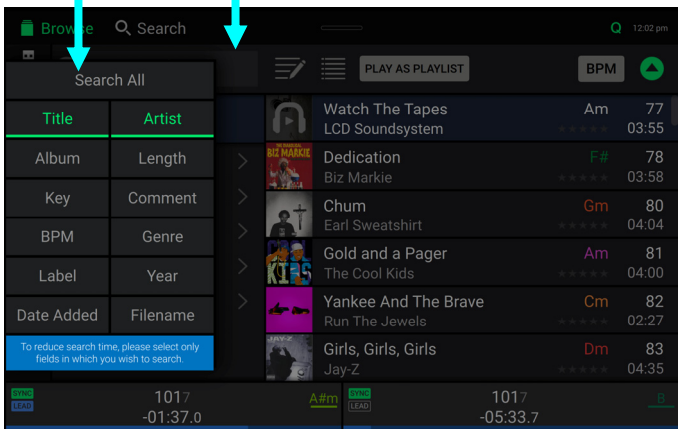 Browse
Search
Q
12:02 pm
PLAY AS PLAYLIST
BPM
Search All
Title
Artist
Album
Length
Key
Comment
BPM
Genre
Label
Year
Date Added
Filename
To reduce search time, please select only
fields in which you wish to search.
Watch The Tapes
Am
77
LCD Soundsystem
03:55
BIZ MARKIE
Dedication
F#
78
Biz Markie
03:58
Chum
Gm
80
Earl Sweatshirt
04:04
KIDS
Gold and a Pager
Am
81
The Cool Kids
04:00
Yankee And The Brave
Cm
82
Run The Jewels
02:27
JAY-Z
Girls, Girls, Girls
Dm
83
Jay-Z
04:35
SYNC
LEAD
1017
-01:37.0
A#m
SYNC
LEAD
1017
-05:33.7
B